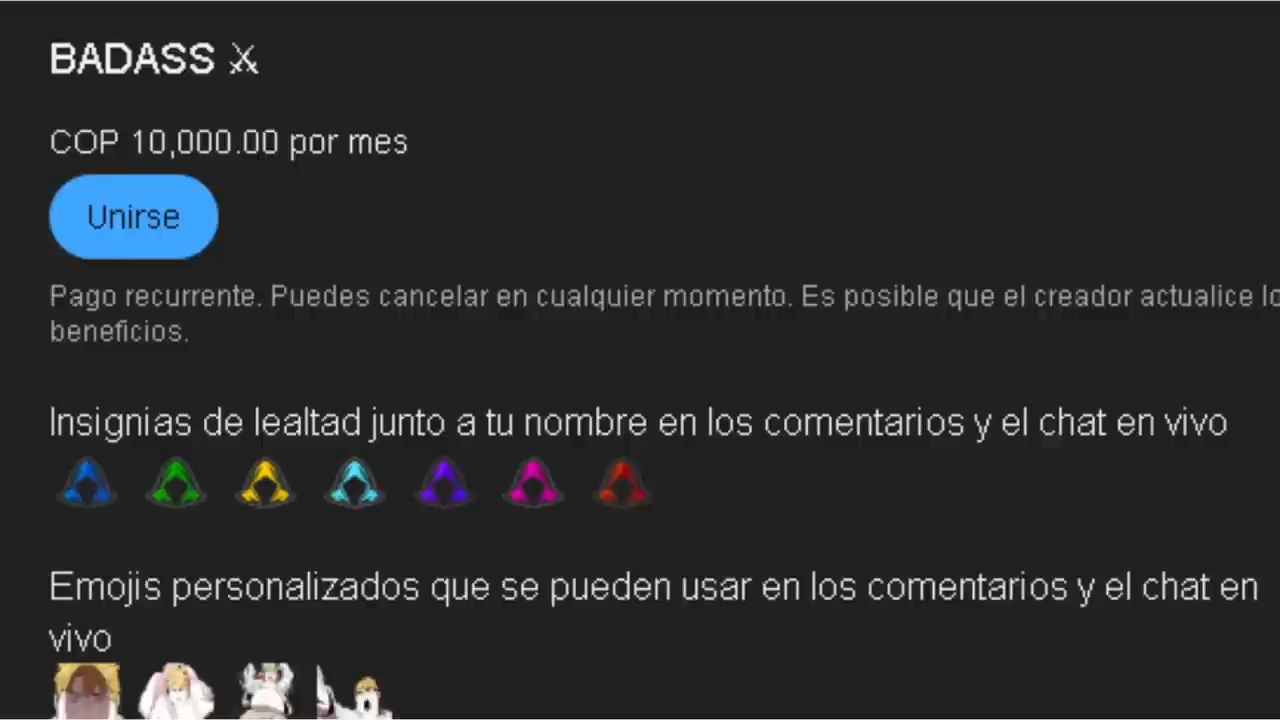 BADASS ⚔
COP 10,000.00 por mes
Unirse
Pago recurrente. Puedes cancelar en cualquier momento. Es posible que el creador actualice lo
beneficios.
Insignias de lealtad junto a tu nombre en los comentarios y el chat en vivo
Emojis personalizados que se pueden usar en los comentarios y el chat en
vivo